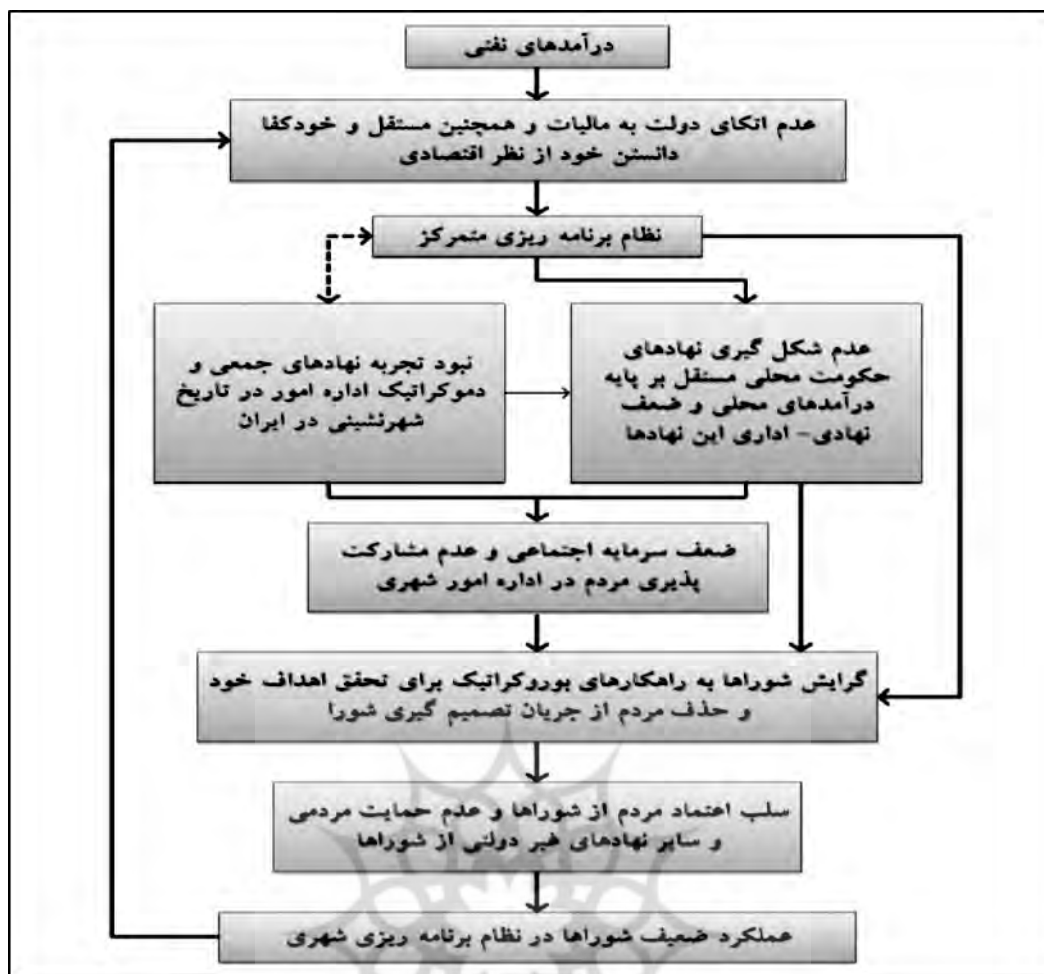 درآمدهای نفتی
عدم اتکای دولت به مالیات و همچنین مستقل و خودکفا
دانستن خود از نظر اقتصادی
نظام برنامه ریزی متمرکز
عدم شکل گیری نهادهای
حکومت محلی مستقل بر پایه
درآمدهای محلی و ضعف
نهادی- اداری این نهادها
نبود تجربه نهادهای جمعی و
دموکراتیک اداره امور در تاریخ
شهرنشینی در ایران
ضعف سرمایه اجتماعی و عدم مشارکت
پذیری مردم در اداره امور شهری
گرایش شوراها به راهکارهای بوروکراتیک برای تحقق اهداف خود
و حذف مردم از جریان تصمیم گیری شورا
سلب اعتماد مردم از شوراها و عدم حمایت مردمی
و سایر نهادهای غیر دولتی از شوراها
عملکرد ضعیف شوراها در نظام برنامه ریزی شهری